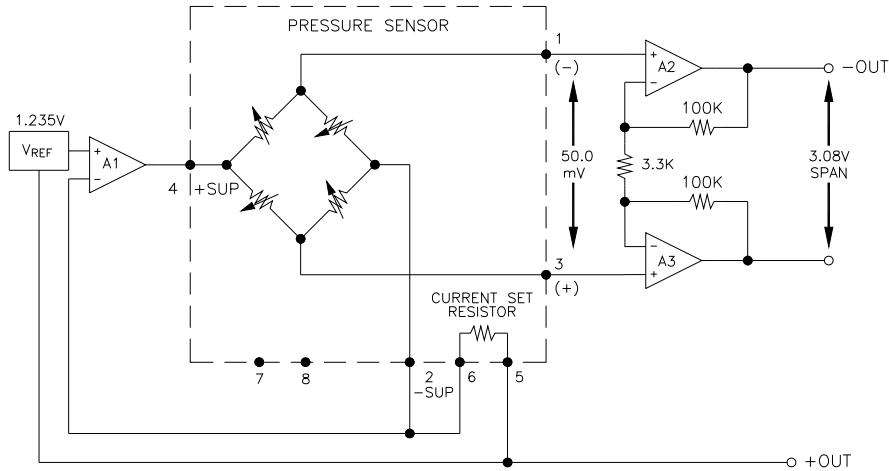 PRESSURE SENSOR
1
(−)
A2
+
−
−OUT
1.235V
VREF
+
−
A1
4
+SUP
100K
50.0
mV
3.3K
3.08V
SPAN
100K
−
+
A3
3
(+)
CURRENT SET
RESISTOR
7
8
2
−SUP
6
5
+OUT